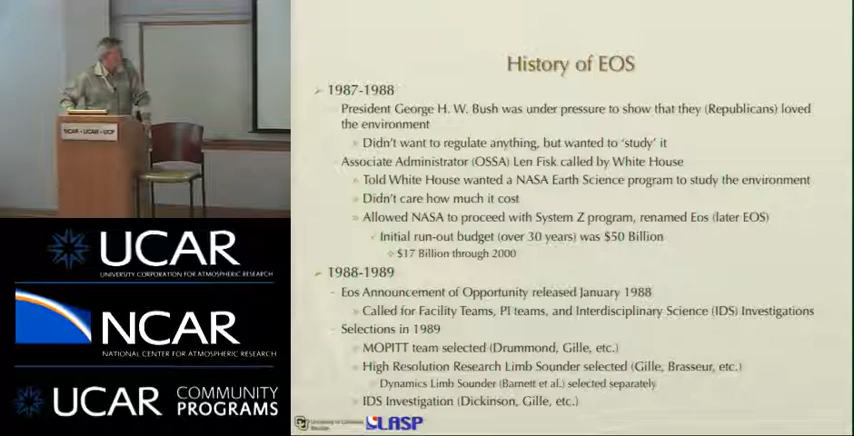 History of EOS
1987-1988
President George H. W. Bush was under pressure to show that they (Republicans) loved
the environment
Didn't want to regulate anything, but wanted to 'study' it
Associate Administrator (OSSA) Len Fisk called by White House
Told White House wanted a NASA Earth Science program to study the environment
Didn't care how much it cost
Allowed NASA to proceed with System Z program, renamed Eos (later EOS)
Initial run-out budget (over 30 years) was $50 Billion
$17 Billion through 2000
1988-1989
Eos Announcement of Opportunity released January 1988
Called for Facility Teams, PI teams, and Interdisciplinary Science (IDS) Investigations
Selections in 1989
MOPITT team selected (Drummond, Gille, etc.)
High Resolution Research Limb Sounder selected (Gille, Brasseur, etc.)
Dynamics Limb Sounder (Barnett et al.) selected separately
IDS Investigation (Dickinson, Gille, etc.)
LASP
NCAR - UCAR - UCP
UCAR
UNIVERSITY CORPORATION FOR ATMOSPHERIC RESEARCH
NCAR
NATIONAL CENTER FOR ATMOSPHERIC RESEARCH
UCAR COMMUNITY
PROGRAMS